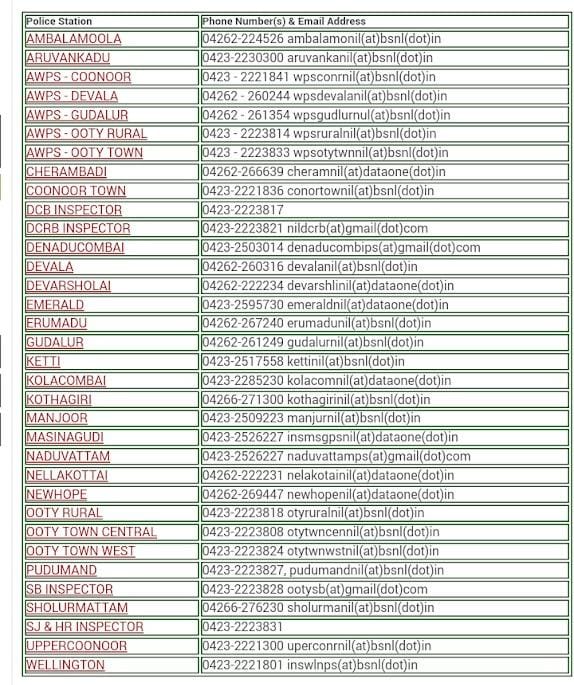 Police Station Phone Number(s) & Email Address
AMBALAMOOLA 04262-224526 ambalamonil(at)bsnl(dot)in
ARUVANKADU 0423-2230300 aruvankanil(at)bsnl(dot)in
AWPS - COONOOR 0423 - 2221841 wpsconrnil(at)bsnl(dot)in
AWPS - DEVALA 04262 - 260244 wpsdevalanil(at)bsnl(dot)in
AWPS - GUDALUR 04262 - 261354 wpsgudlurnul(at)bsnl(dot)in
AWPS - OOTY RURAL 0423 - 2223814 wpsruralnil(at)bsnl(dot)in
AWPS - OOTY TOWN 0423 - 2223833 wpsotytwnnil(at)bsnl(dot)in
CHERAMBADI 04262-266639 cheramnil(at)dataone(dot)in
COONOOR TOWN 0423-2221836 conortownil(at)bsnl(dot)in
DCB INSPECTOR 0423-2223817
DCRB INSPECTOR 0423-2223821 nildcrb(at)gmail(dot)com
DENADUCOMBAI 0423-2503014 denaducombips(at)gmail(dot)com
DEVALA 04262-260316 devalanil(at)bsnl(dot)in
DEVARSHOLAI 04262-222234 devarshlinil(at)dataone(dot)in
EMERALD 0423-2595730 emeraldnil(at)dataone(dot)in
ERUMADU 04262-267240 erumadunil(at)bsnl(dot)in
GUDALUR 04262-261249 gudalurnil(at)bsnl(dot)in
KETTI 0423-2517558 kettinil(at)bsnl(dot)in
KOLACOMBAI 0423-2285230 kolacomnil(at)dataone(dot)in
KOTHAGIRI 04266-271300 kothagirinil(at)bsnl(dot)in
MANJOOR 0423-2509223 manjurnil(at)bsnl(dot)in
MASINAGUDI 0423-2526227 insmsgpsnil(at)dataone(dot)in
NADUVATTAM 0423-2526227 naduvattamps(at)gmail(dot)com
NELLAKOTTAI 04262-222231 nelakotainil(at)dataone(dot)in
NEWHOPE 04262-269447 newhopenil(at)dataone(dot)in
OOTY RURAL 0423-2223818 otyruralnil(at)bsnl(dot)in
OOTY TOWN CENTRAL 0423-2223808 otytwncennil(at)bsnl(dot)in
OOTY TOWN WEST 0423-2223824 otytwnwstnil(at)bsnl(dot)in
PUDUMAND 0423-2223827, pudumandnil(at)bsnl(dot)in
SB INSPECTOR 0423-2223828 ootysb(at)gmail(dot)com
SHOLURMATTAM 04266-276230 sholurmanil(at)bsnl(dot)in
SJ & HR INSPECTOR 0423-2223831
UPPERCOONOOR 0423-2221300 uperconrnil(at)bsnl(dot)in
WELLINGTON 0423-2221801 inswlnps(at)bsnl(dot)in